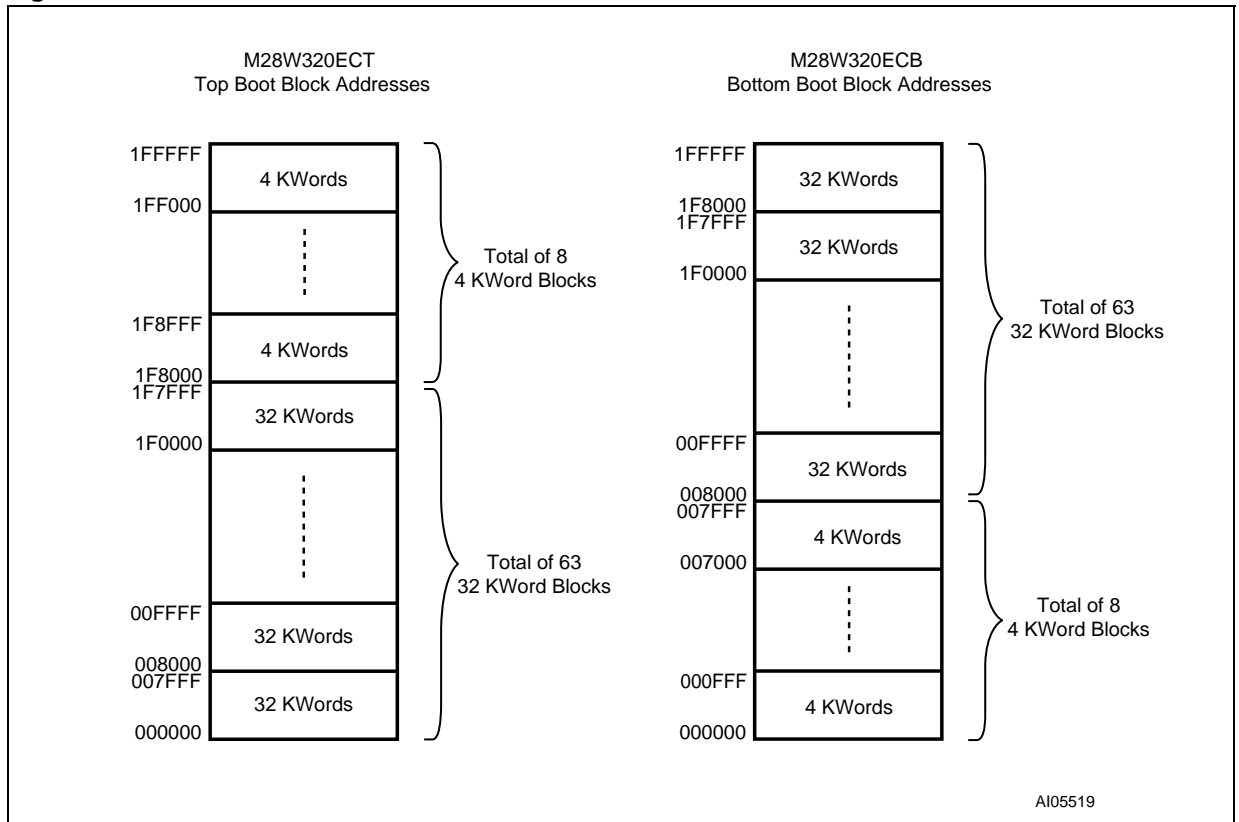 M28W320ECT
Top Boot Block Addresses
1FFFFF
4 KWords
1FF000
Total of 8
4 KWord Blocks
1F8FFF
4 KWords
1F8000
1F7FFF
32 KWords
1F0000
Total of 63
32 KWord Blocks
00FFFF
32 KWords
008000
007FFF
32 KWords
000000
M28W320ECB
Bottom Boot Block Addresses
1FFFFF
32 KWords
1F8000
1F7FFF
32 KWords
1F0000
Total of 63
32 KWord Blocks
00FFFF
32 KWords
008000
007FFF
4 KWords
007000
Total of 8
4 KWord Blocks
000FFF
4 KWords
000000
AI05519